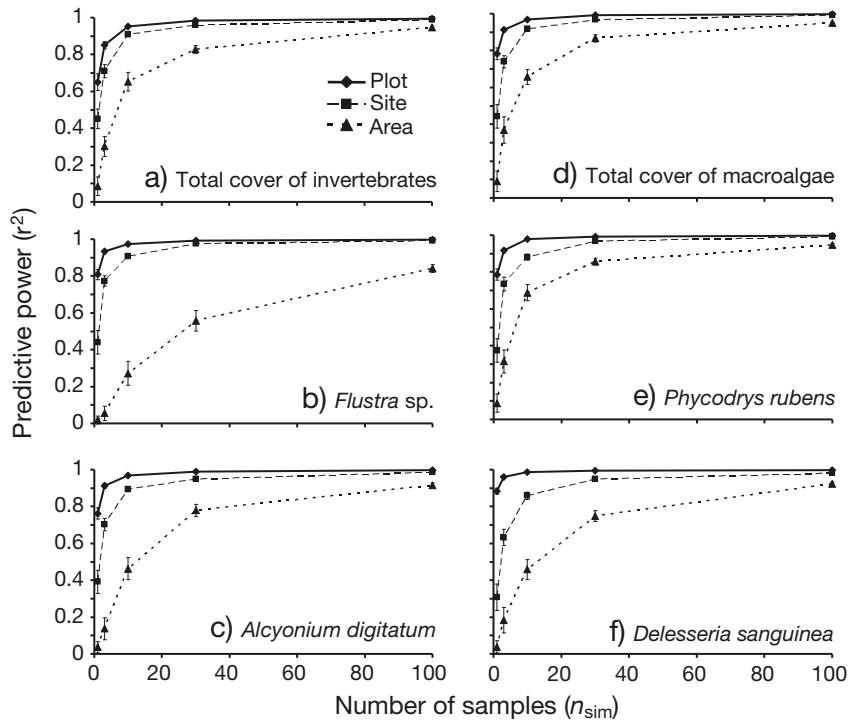 Predictive power (r²)
1
0.8
0.6
0.4
0.2
0
Plot
Site
Area
a) Total cover of invertebrates
d) Total cover of macroalgae
1
0.8
0.6
0.4
0.2
0
b) Flustra sp.
e) Phycodrys rubens
1
0.8
0.6
0.4
0.2
0
c) Alcyonium digitatum
f) Delesseria sanguinea
0 20 40 60 80 100
0 20 40 60 80 100
Number of samples (nsim)